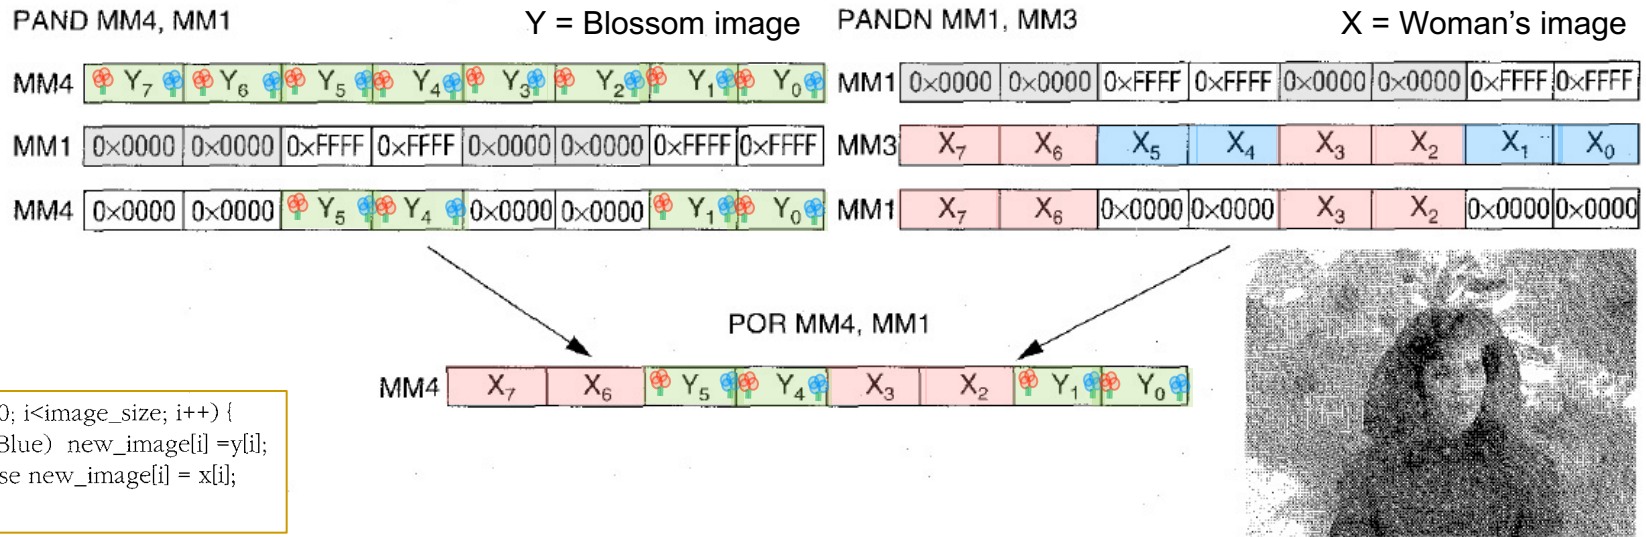 PAND MM4, MM1
Y = Blossom image
MM4 Y7 Y6 Y5 Y4 Y3 Y2 Y1 Y0
MM1 0x0000 0x0000 0xFFFF 0xFFFF 0x0000 0x0000 0xFFFF 0xFFFF
MM4 0x0000 0x0000 Y5 Y4 0x0000 0x0000 Y1 Y0
PANDN MM1, MM3
X = Woman's image
MM1 0x0000 0x0000 0xFFFF 0xFFFF 0x0000 0x0000 0xFFFF 0xFFFF
MM3 X7 X6 X5 X4 X3 X2 X1 X0
MM1 X7 X6 0x0000 0x0000 X3 X2 0x0000 0x0000
POR MM4, MM1
MM4 X7 X6 Y5 Y4 X3 X2 Y1 Y0
0; i<image_size; i++) {
Blue) new_image[i] =y[i];
se new_image[i] = x[i];